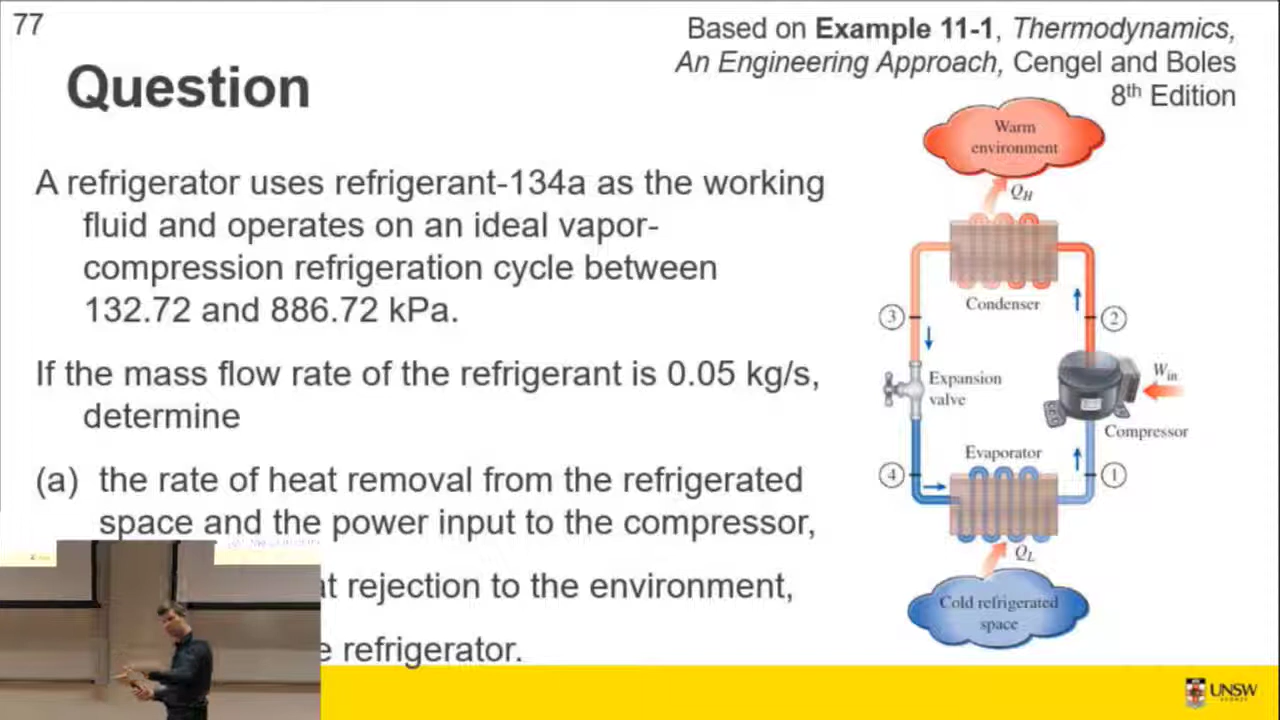 77
Based on Example 11-1, Thermodynamics,
An Engineering Approach, Cengel and Boles
8th Edition
Question
A refrigerator uses refrigerant-134a as the working
fluid and operates on an ideal vapor-
compression refrigeration cycle between
132.72 and 886.72 kPa.
If the mass flow rate of the refrigerant is 0.05 kg/s,
determine
(a) the rate of heat removal from the refrigerated
space and the power input to the compressor,
rejection to the environment,
refrigerator.
Warm
environment
QH
Condenser
3
2
Expansion
valve
Win
Compressor
Evaporator
4
1
QL
Cold refrigerated
space
UNSW
SYDNEY